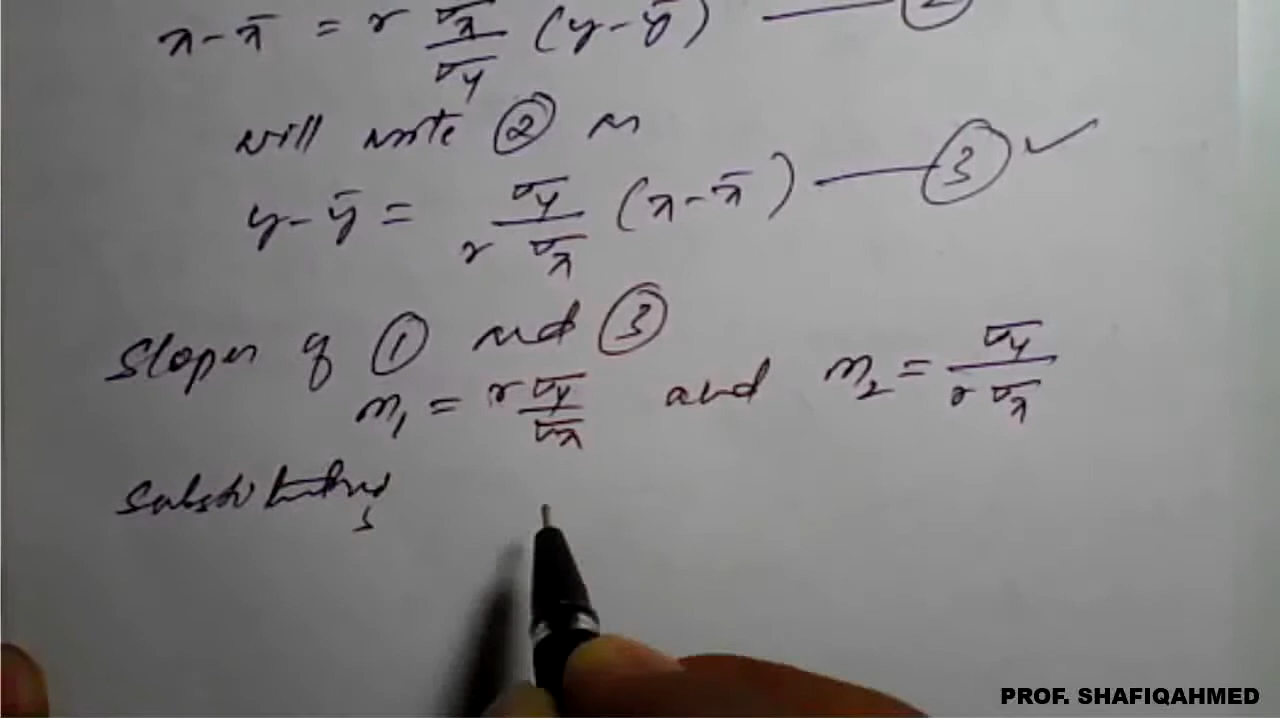 x - x̄ = r σx/σy (y - ȳ) —— ②
will write ② as
y - ȳ = σy/(r σx) (x - x̄) —— ③ ✓
Slopes of ① and ③
m₁ = r σy/σx and m₂ = σy/(r σx)
Substituting
PROF. SHAFIQAHMED